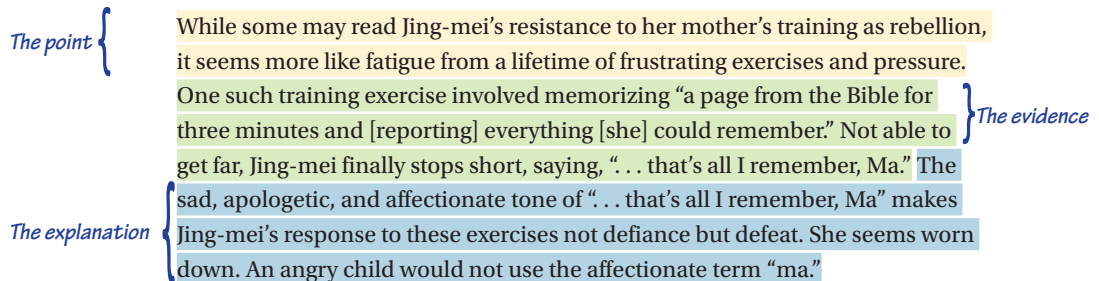 The point
While some may read Jing-mei’s resistance to her mother’s training as rebellion,
it seems more like fatigue from a lifetime of frustrating exercises and pressure.
One such training exercise involved memorizing “a page from the Bible for
three minutes and [reporting] everything [she] could remember.” Not able to
The evidence
get far, Jing-mei finally stops short, saying, “. . . that’s all I remember, Ma.” The
sad, apologetic, and affectionate tone of “. . . that’s all I remember, Ma” makes
The explanation
Jing-mei’s response to these exercises not defiance but defeat. She seems worn
down. An angry child would not use the affectionate term “ma.”